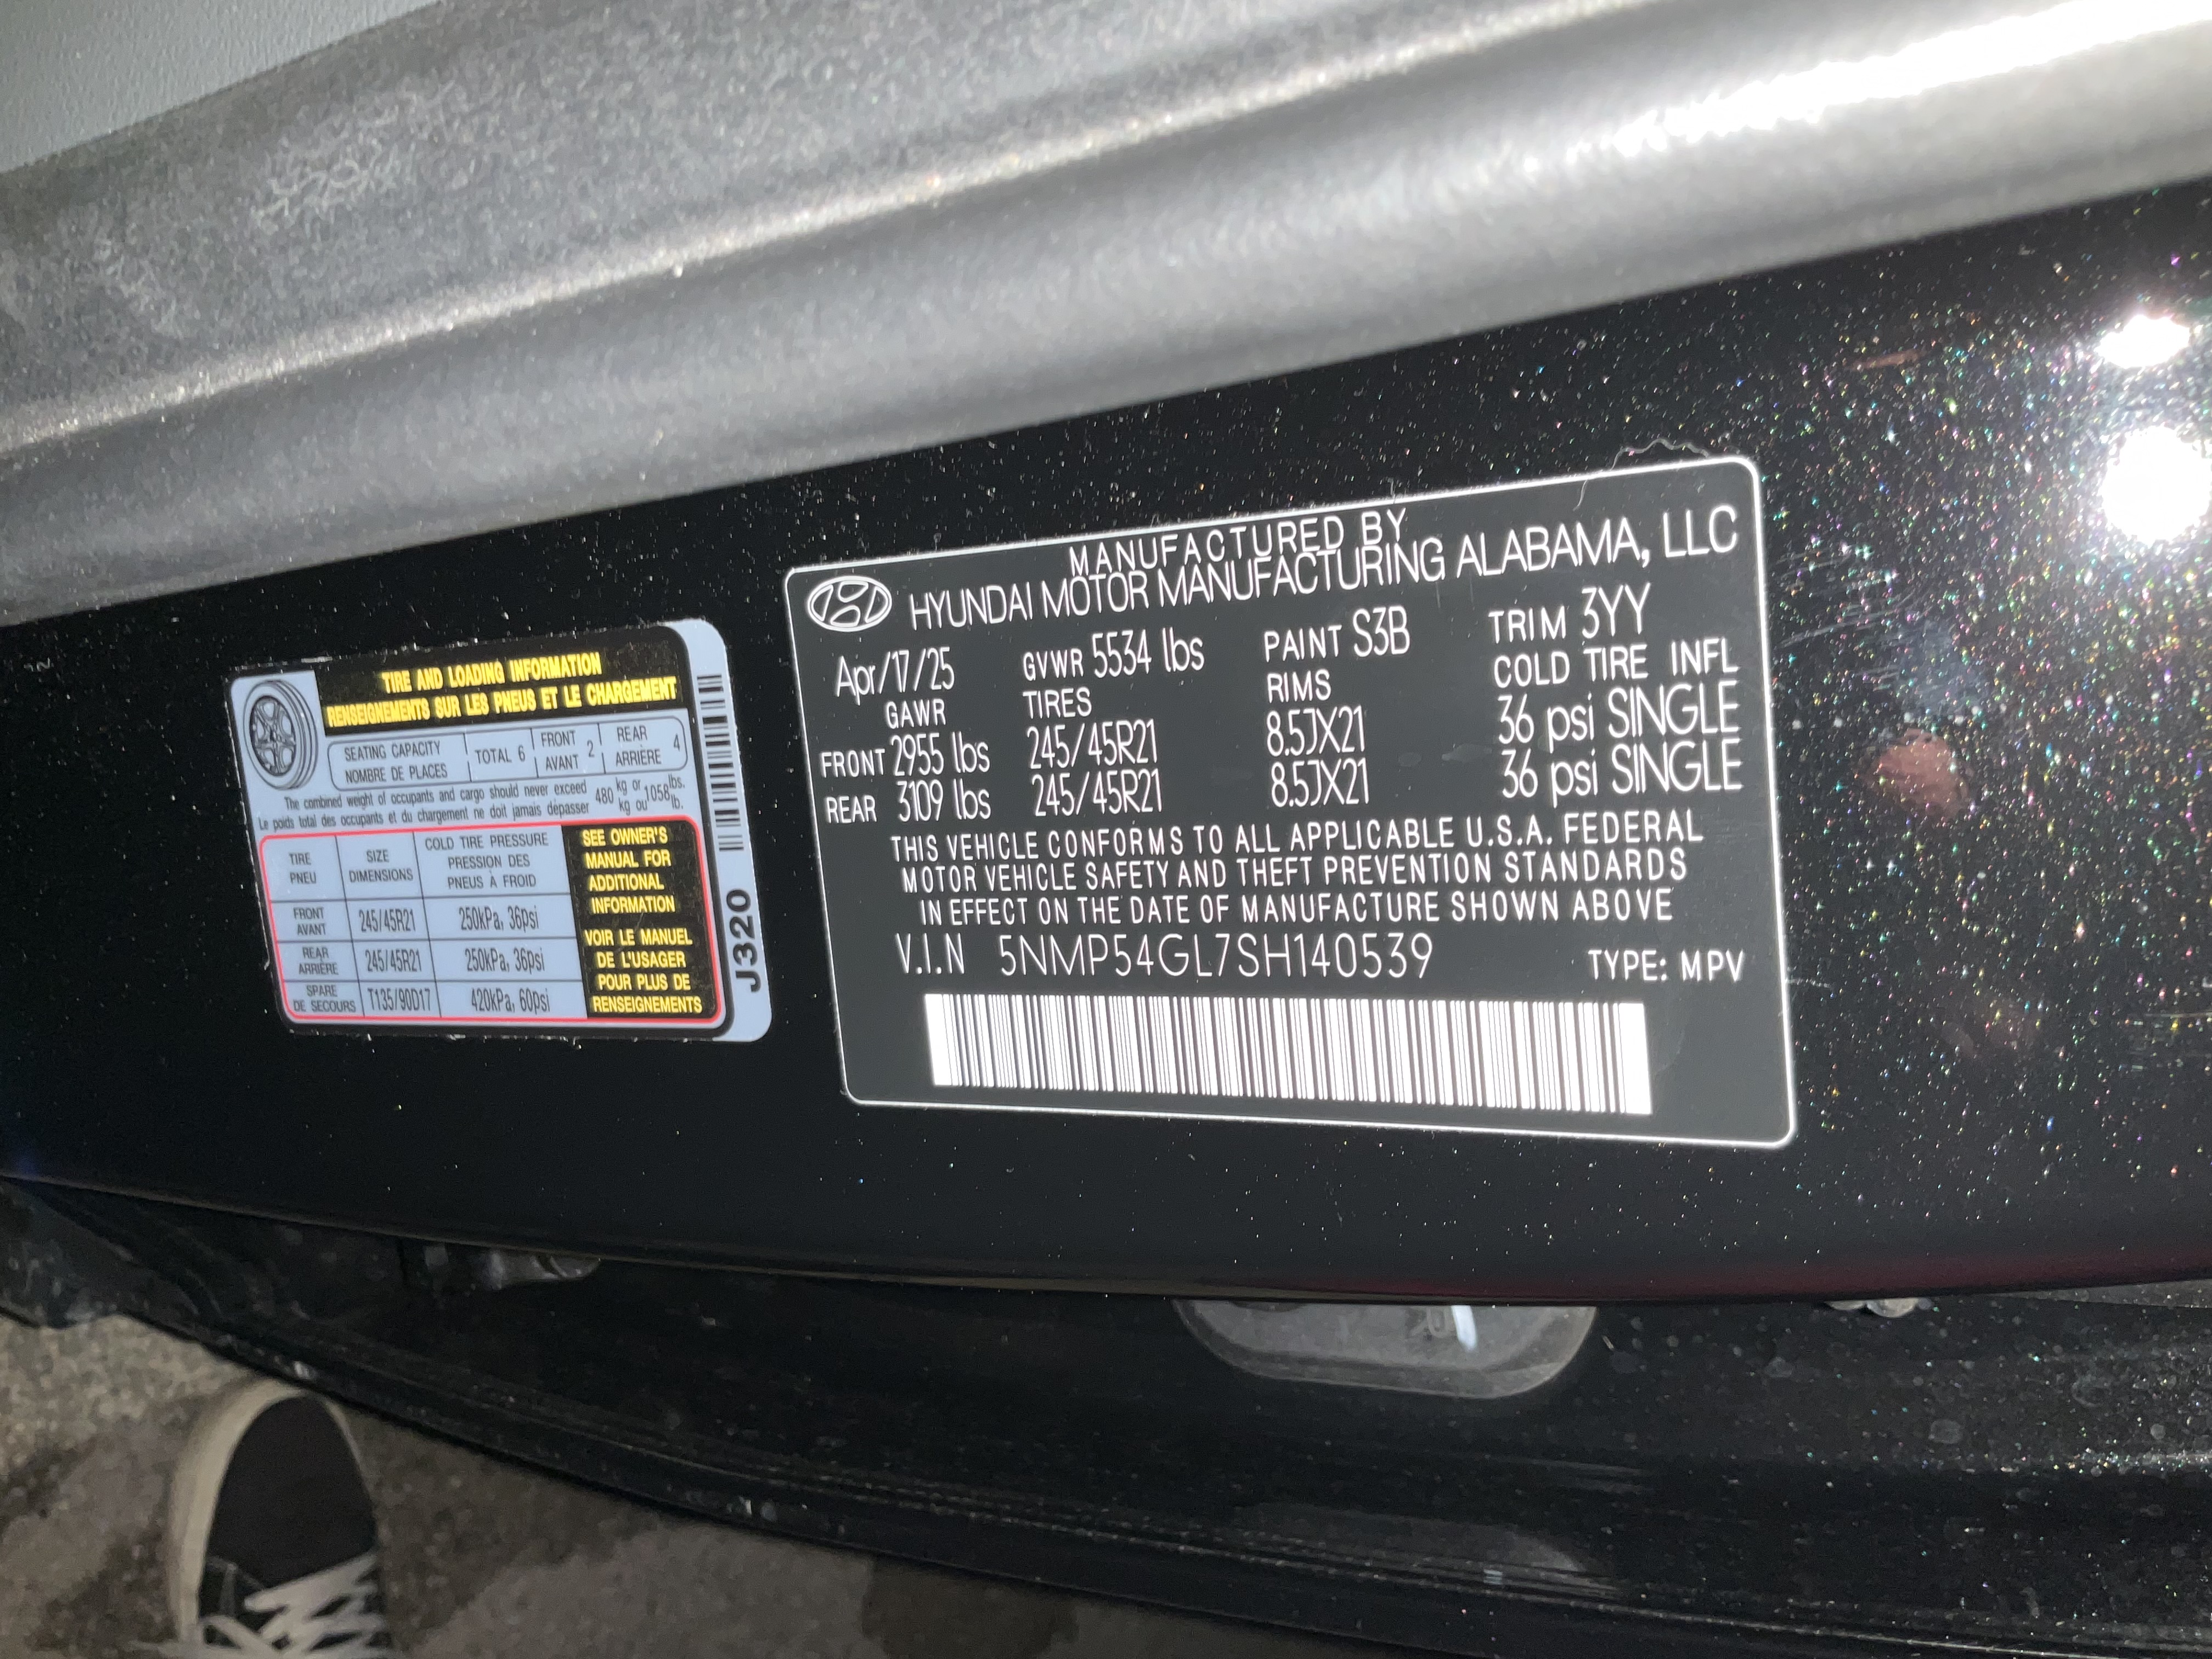 TIRE AND LOADING INFORMATION
RENSEIGNEMENTS SUR LES PNEUS ET LE CHARGEMENT
SEATING CAPACITY
NOMBRE DE PLACES
TOTAL 6
FRONT
AVANT 2
REAR
ARRIÈRE 4
The combined weight of occupants and cargo should never exceed 480 kg or 1058 lbs.
Le poids total des occupants et du chargement ne doit jamais dépasser 480 kg ou 1058 lb.
TIRE
PNEU
SIZE
DIMENSIONS
COLD TIRE PRESSURE
PRESSION DES
PNEUS À FROID
FRONT
AVANT
245/45R21
250kPa, 36psi
REAR
ARRIÈRE
245/45R21
250kPa, 36psi
SPARE
DE SECOURS
T135/90D17
420kPa, 60psi
SEE OWNER'S
MANUAL FOR
ADDITIONAL
INFORMATION
VOIR LE MANUEL
DE L'USAGER
POUR PLUS DE
RENSEIGNEMENTS
J320
MANUFACTURED BY
HYUNDAI MOTOR MANUFACTURING ALABAMA, LLC
Apr/17/25 GVWR 5534 lbs PAINT S3B TRIM 3YY
GAWR TIRES RIMS COLD TIRE INFL
FRONT 2955 lbs 245/45R21 8.5JX21 36 psi SINGLE
REAR 3109 lbs 245/45R21 8.5JX21 36 psi SINGLE
THIS VEHICLE CONFORMS TO ALL APPLICABLE U.S.A. FEDERAL
MOTOR VEHICLE SAFETY AND THEFT PREVENTION STANDARDS
IN EFFECT ON THE DATE OF MANUFACTURE SHOWN ABOVE
V.I.N 5NMP54GL7SH140539 TYPE: MPV